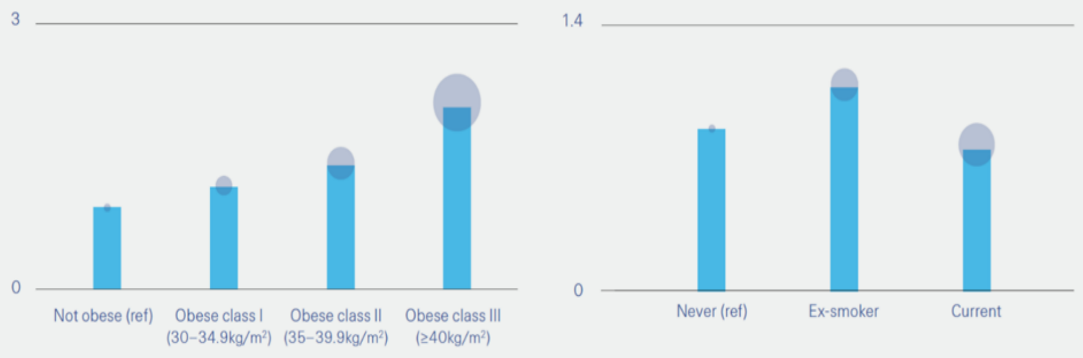 3
0
Not obese (ref)
Obese class I
(30–34.9kg/m²)
Obese class II
(35–39.9kg/m²)
Obese class III
(≥40kg/m²)
1.4
0
Never (ref)
Ex-smoker
Current